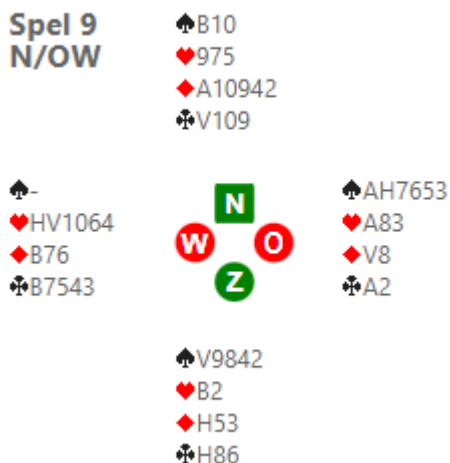 Spel 9
N/OW
♠B10
♥975
♦A10942
♣V109
♠-
♥HV1064
♦B76
♣B7543
N
W O
Z
♠AH7653
♥A83
♦V8
♣A2
♠V9842
♥B2
♦H53
♣H86